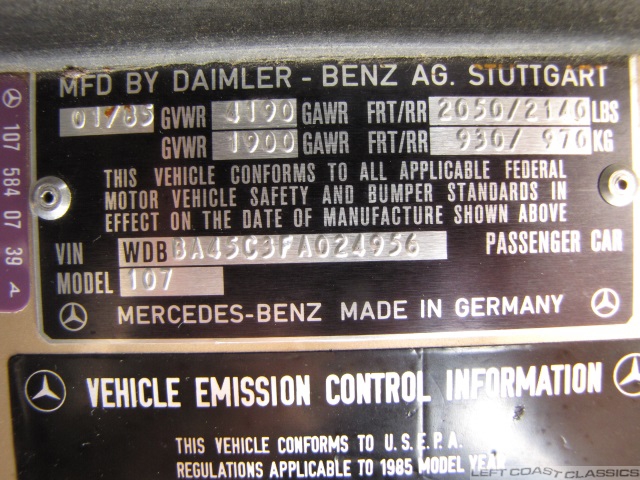 MFD BY DAIMLER - BENZ AG. STUTTGART
01/85 GVWR 4190 GAWR FRT/RR 2050/2140 LBS
GVWR 1900 GAWR FRT/RR 930/ 970 KG
THIS VEHICLE CONFORMS TO ALL APPLICABLE FEDERAL
MOTOR VEHICLE SAFETY AND BUMPER STANDARDS IN
EFFECT ON THE DATE OF MANUFACTURE SHOWN ABOVE
VIN WDBBA45C3FA024956 PASSENGER CAR
MODEL 107
MERCEDES-BENZ MADE IN GERMANY
107 584 07 39 A
VEHICLE EMISSION CONTROL INFORMATION
THIS VEHICLE CONFORMS TO U.S.E.P.A.
REGULATIONS APPLICABLE TO 1985 MODEL YEAR
LEFT COAST CLASSICS